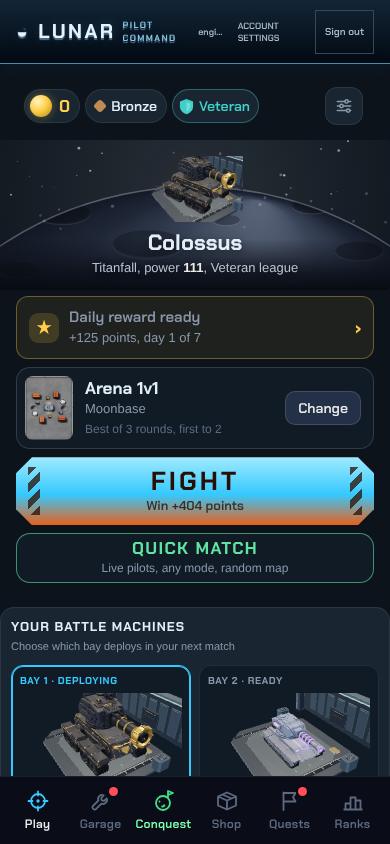 LUNAR
PILOT
COMMAND
engi...
ACCOUNT
SETTINGS
Sign out
0
Bronze
Veteran
Colossus
Titanfall, power 111, Veteran league
Daily reward ready
+125 points, day 1 of 7
Arena 1v1
Moonbase
Best of 3 rounds, first to 2
Change
FIGHT
Win +404 points
QUICK MATCH
Live pilots, any mode, random map
YOUR BATTLE MACHINES
Choose which bay deploys in your next match
BAY 1 · DEPLOYING
BAY 2 · READY
Play
Garage
Conquest
Shop
Quests
Ranks